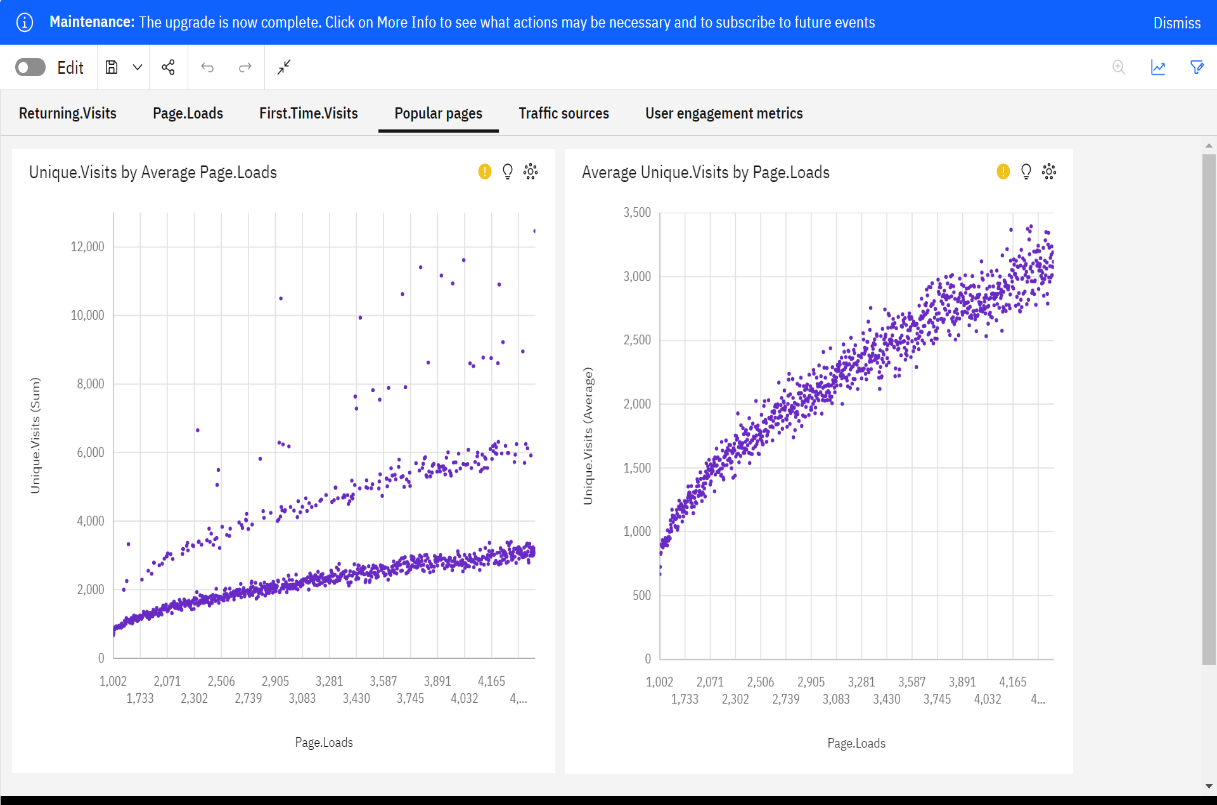 Maintenance: The upgrade is now complete. Click on More Info to see what actions may be necessary and to subscribe to future events
Dismiss
Edit
Returning.Visits
Page.Loads
First.Time.Visits
Popular pages
Traffic sources
User engagement metrics
Unique.Visits by Average Page.Loads
12,000
10,000
8,000
6,000
4,000
2,000
0
Unique.Visits (Sum)
1,002 2,071 2,506 2,905 3,281 3,587 3,891 4,165
1,733 2,302 2,739 3,083 3,430 3,745 4,032 4,...
Page.Loads
Average Unique.Visits by Page.Loads
3,500
3,000
2,500
2,000
1,500
1,000
500
0
Unique.Visits (Average)
1,002 2,071 2,506 2,905 3,281 3,587 3,891 4,165
1,733 2,302 2,739 3,083 3,430 3,745 4,032 4...
Page.Loads